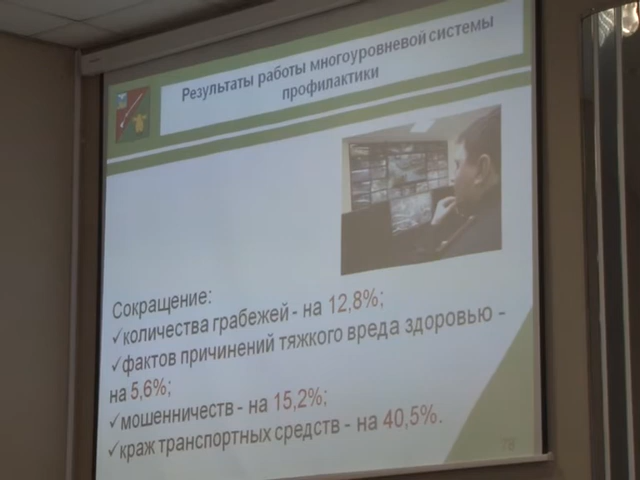 Результаты работы многоуровневой системы
профилактики
Сокращение:
✓количества грабежей - на 12,8%;
✓фактов причинений тяжкого вреда здоровью -
на 5,6%;
✓мошенничеств - на 15,2%;
✓краж транспортных средств - на 40,5%.